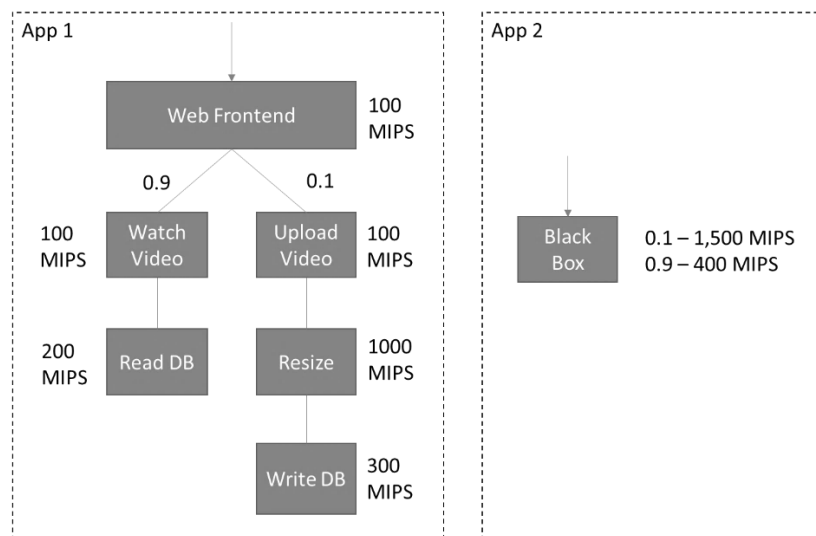 App 1
App 2
Web Frontend
100
MIPS
0.9
0.1
100
MIPS
Watch
Video
Upload
Video
100
MIPS
Black
Box
0.1 – 1,500 MIPS
0.9 – 400 MIPS
200
MIPS
Read DB
Resize
1000
MIPS
Write DB
300
MIPS